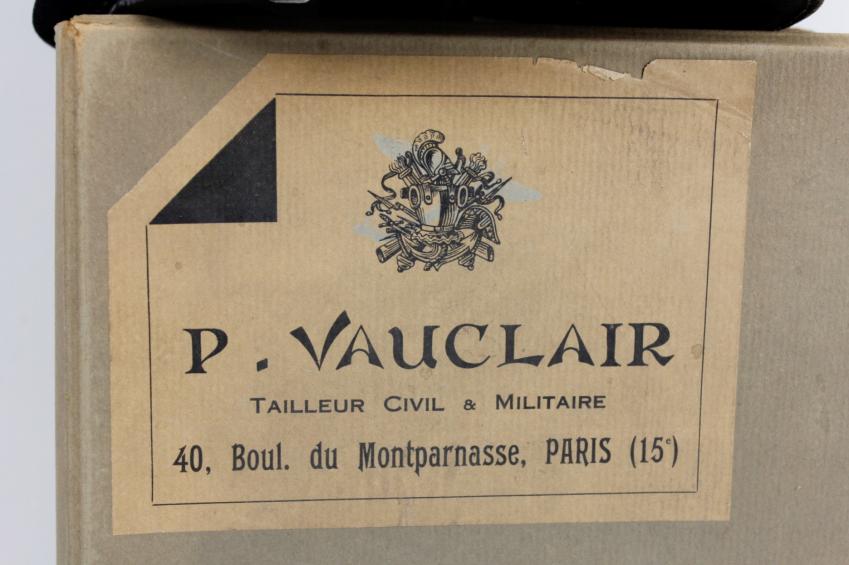 P. VAUCLAIR
TAILLEUR CIVIL & MILITAIRE
40, Boul. du Montparnasse, PARIS (15e)